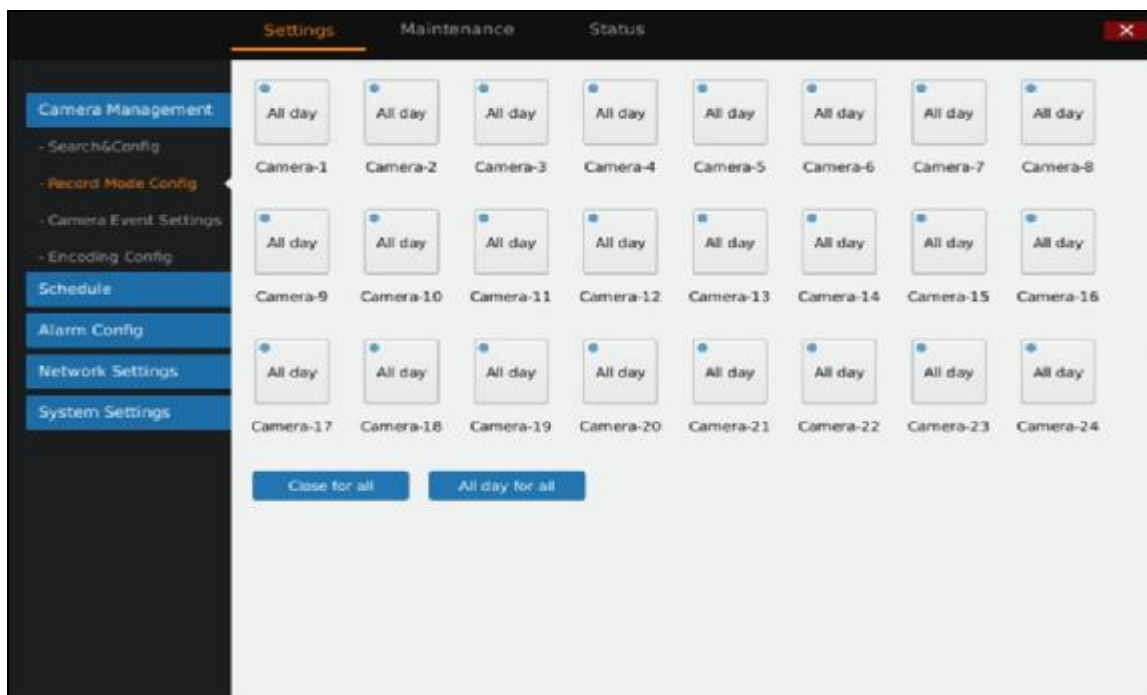 Settings Maintenance Status ×
Camera Management
- Search&Config
- Record Mode Config
- Camera Event Settings
- Encoding Config
Schedule
Alarm Config
Network Settings
System Settings
All day All day All day All day All day All day All day All day
Camera-1 Camera-2 Camera-3 Camera-4 Camera-5 Camera-6 Camera-7 Camera-8
All day All day All day All day All day All day All day All day
Camera-9 Camera-10 Camera-11 Camera-12 Camera-13 Camera-14 Camera-15 Camera-16
All day All day All day All day All day All day All day All day
Camera-17 Camera-18 Camera-19 Camera-20 Camera-21 Camera-22 Camera-23 Camera-24
Close for all All day for all